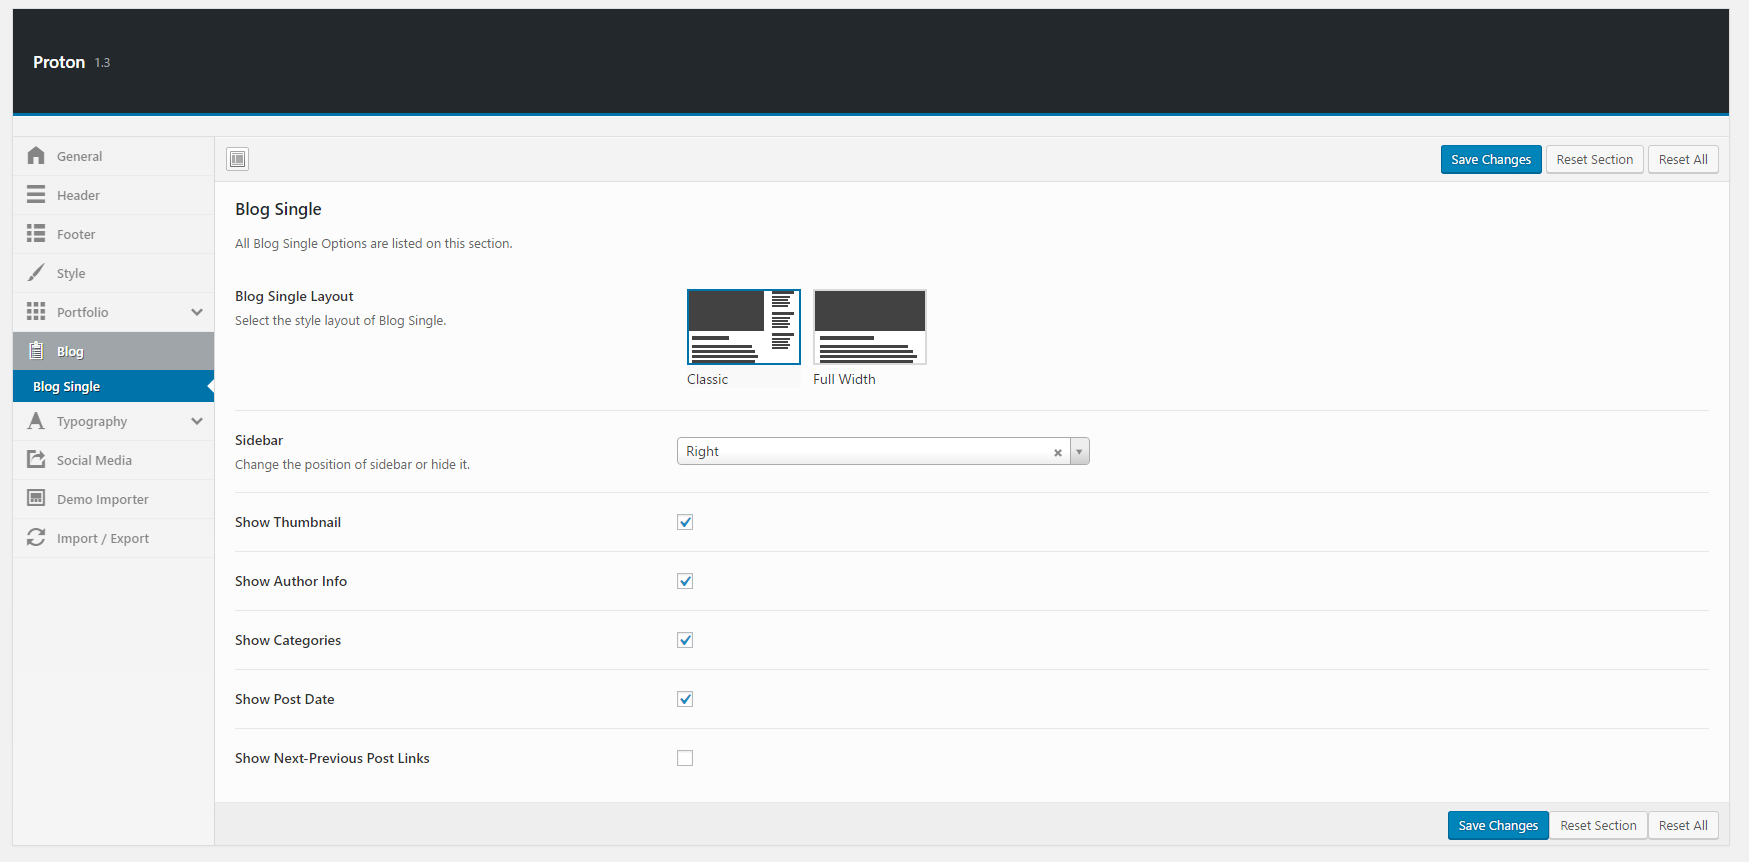 Proton 1.3
General
Header
Footer
Style
Portfolio
Blog
Blog Single
Typography
Social Media
Demo Importer
Import / Export
Save Changes Reset Section Reset All
Blog Single
All Blog Single Options are listed on this section.
Blog Single Layout
Select the style layout of Blog Single.
Classic Full Width
Sidebar
Change the position of sidebar or hide it.
Right
Show Thumbnail
Show Author Info
Show Categories
Show Post Date
Show Next-Previous Post Links
Save Changes Reset Section Reset All